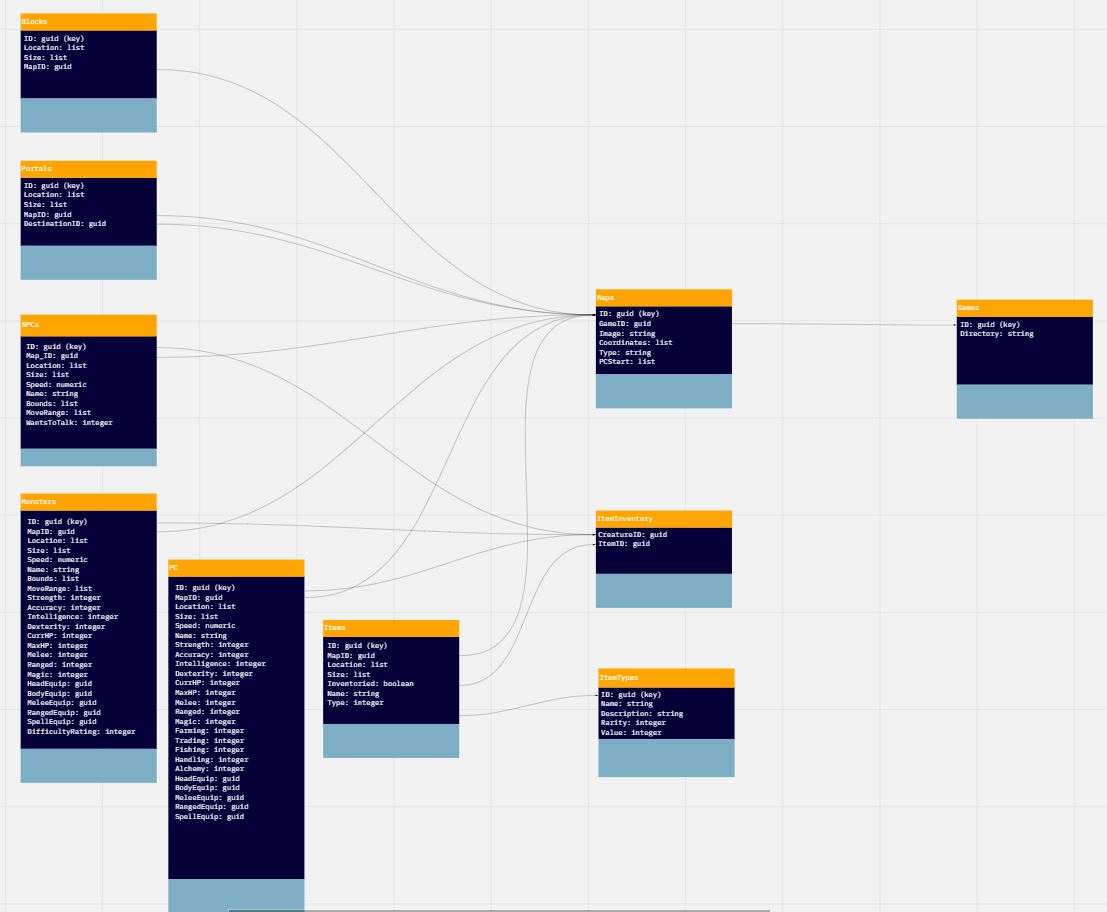 Blocks
ID: guid (key)
Location: list
Size: list
MapID: guid
Portals
ID: guid (key)
Location: list
Size: list
MapID: guid
DestinationID: guid
NPCs
ID: guid (key)
Map_ID: guid
Location: list
Size: list
Speed: numeric
Name: string
Bounds: list
MoveRange: list
WantsToTalk: integer
Monsters
ID: guid (key)
MapID: guid
Location: list
Size: list
Speed: numeric
Name: string
Bounds: list
MoveRange: list
Strength: integer
Accuracy: integer
Intelligence: integer
Dexterity: integer
CurrHP: integer
MaxHP: integer
Melee: integer
Ranged: integer
Magic: integer
HeadEquip: guid
BodyEquip: guid
MeleeEquip: guid
RangedEquip: guid
SpellEquip: guid
DifficultyRating: integer
PC
ID: guid (key)
MapID: guid
Location: list
Size: list
Speed: numeric
Name: string
Strength: integer
Accuracy: integer
Intelligence: integer
Dexterity: integer
CurrHP: integer
MaxHP: integer
Melee: integer
Ranged: integer
Magic: integer
Farming: integer
Trading: integer
Fishing: integer
Handling: integer
Alchemy: integer
HeadEquip: guid
BodyEquip: guid
MeleeEquip: guid
RangedEquip: guid
SpellEquip: guid
Items
ID: guid (key)
MapID: guid
Location: list
Size: list
Inventoried: boolean
Name: string
Type: integer
Maps
ID: guid (key)
GameID: guid
Image: string
Coordinates: list
Type: string
PCStart: list
ItemInventory
CreatureID: guid
ItemID: guid
ItemTypes
ID: guid (key)
Name: string
Description: string
Rarity: integer
Value: integer
Games
ID: guid (key)
Directory: string